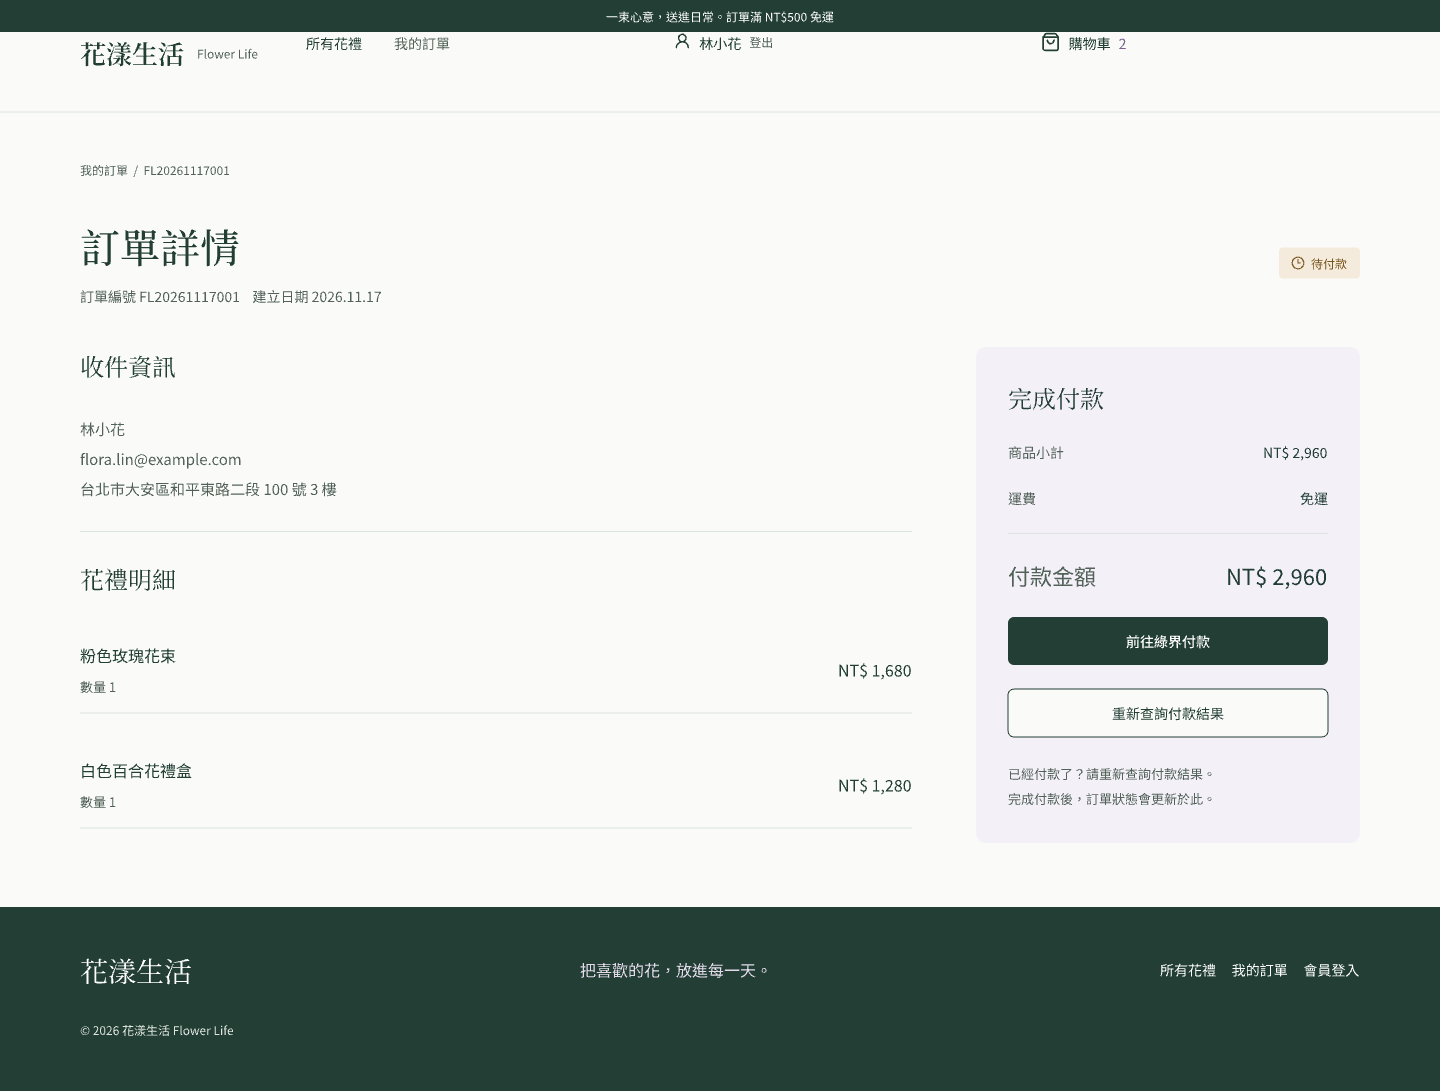 一束心意，送進日常。訂單滿 NT$500 免運
花漾生活 Flower Life 所有花禮 我的訂單 林小花 登出 購物車 2
我的訂單 / FL20261117001
訂單詳情
待付款
訂單編號 FL20261117001 建立日期 2026.11.17
收件資訊
林小花
flora.lin@example.com
台北市大安區和平東路二段 100 號 3 樓
花禮明細
粉色玫瑰花束
數量 1
NT$ 1,680
白色百合花禮盒
數量 1
NT$ 1,280
完成付款
商品小計 NT$ 2,960
運費 免運
付款金額 NT$ 2,960
前往綠界付款
重新查詢付款結果
已經付款了？請重新查詢付款結果。
完成付款後，訂單狀態會更新於此。
花漾生活 把喜歡的花，放進每一天。 所有花禮 我的訂單 會員登入
© 2026 花漾生活 Flower Life